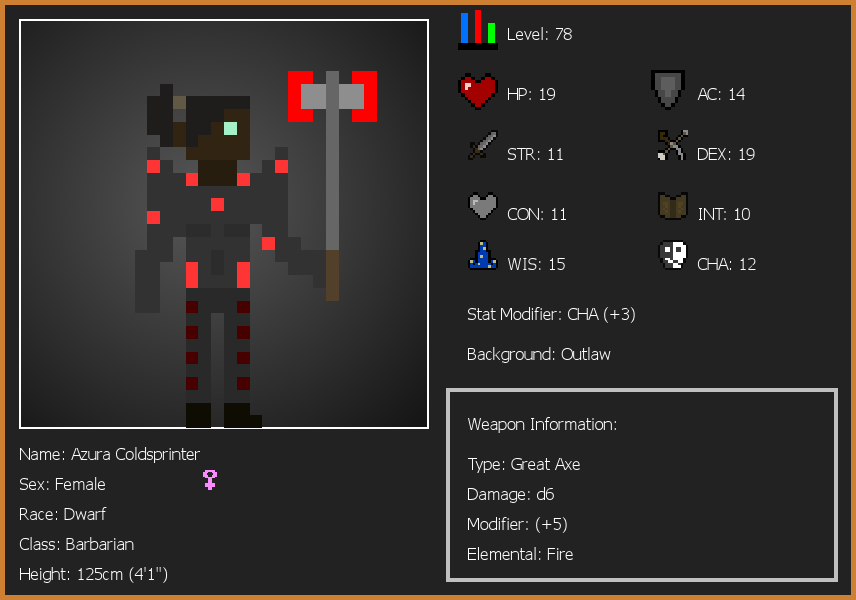 Level: 78
HP: 19
AC: 14
STR: 11
DEX: 19
CON: 11
INT: 10
WIS: 15
CHA: 12
Stat Modifier: CHA (+3)
Background: Outlaw
Weapon Information:
Type: Great Axe
Damage: d6
Modifier: (+5)
Elemental: Fire
Name: Azura Coldsprinter
Sex: Female
Race: Dwarf
Class: Barbarian
Height: 125cm (4'1")